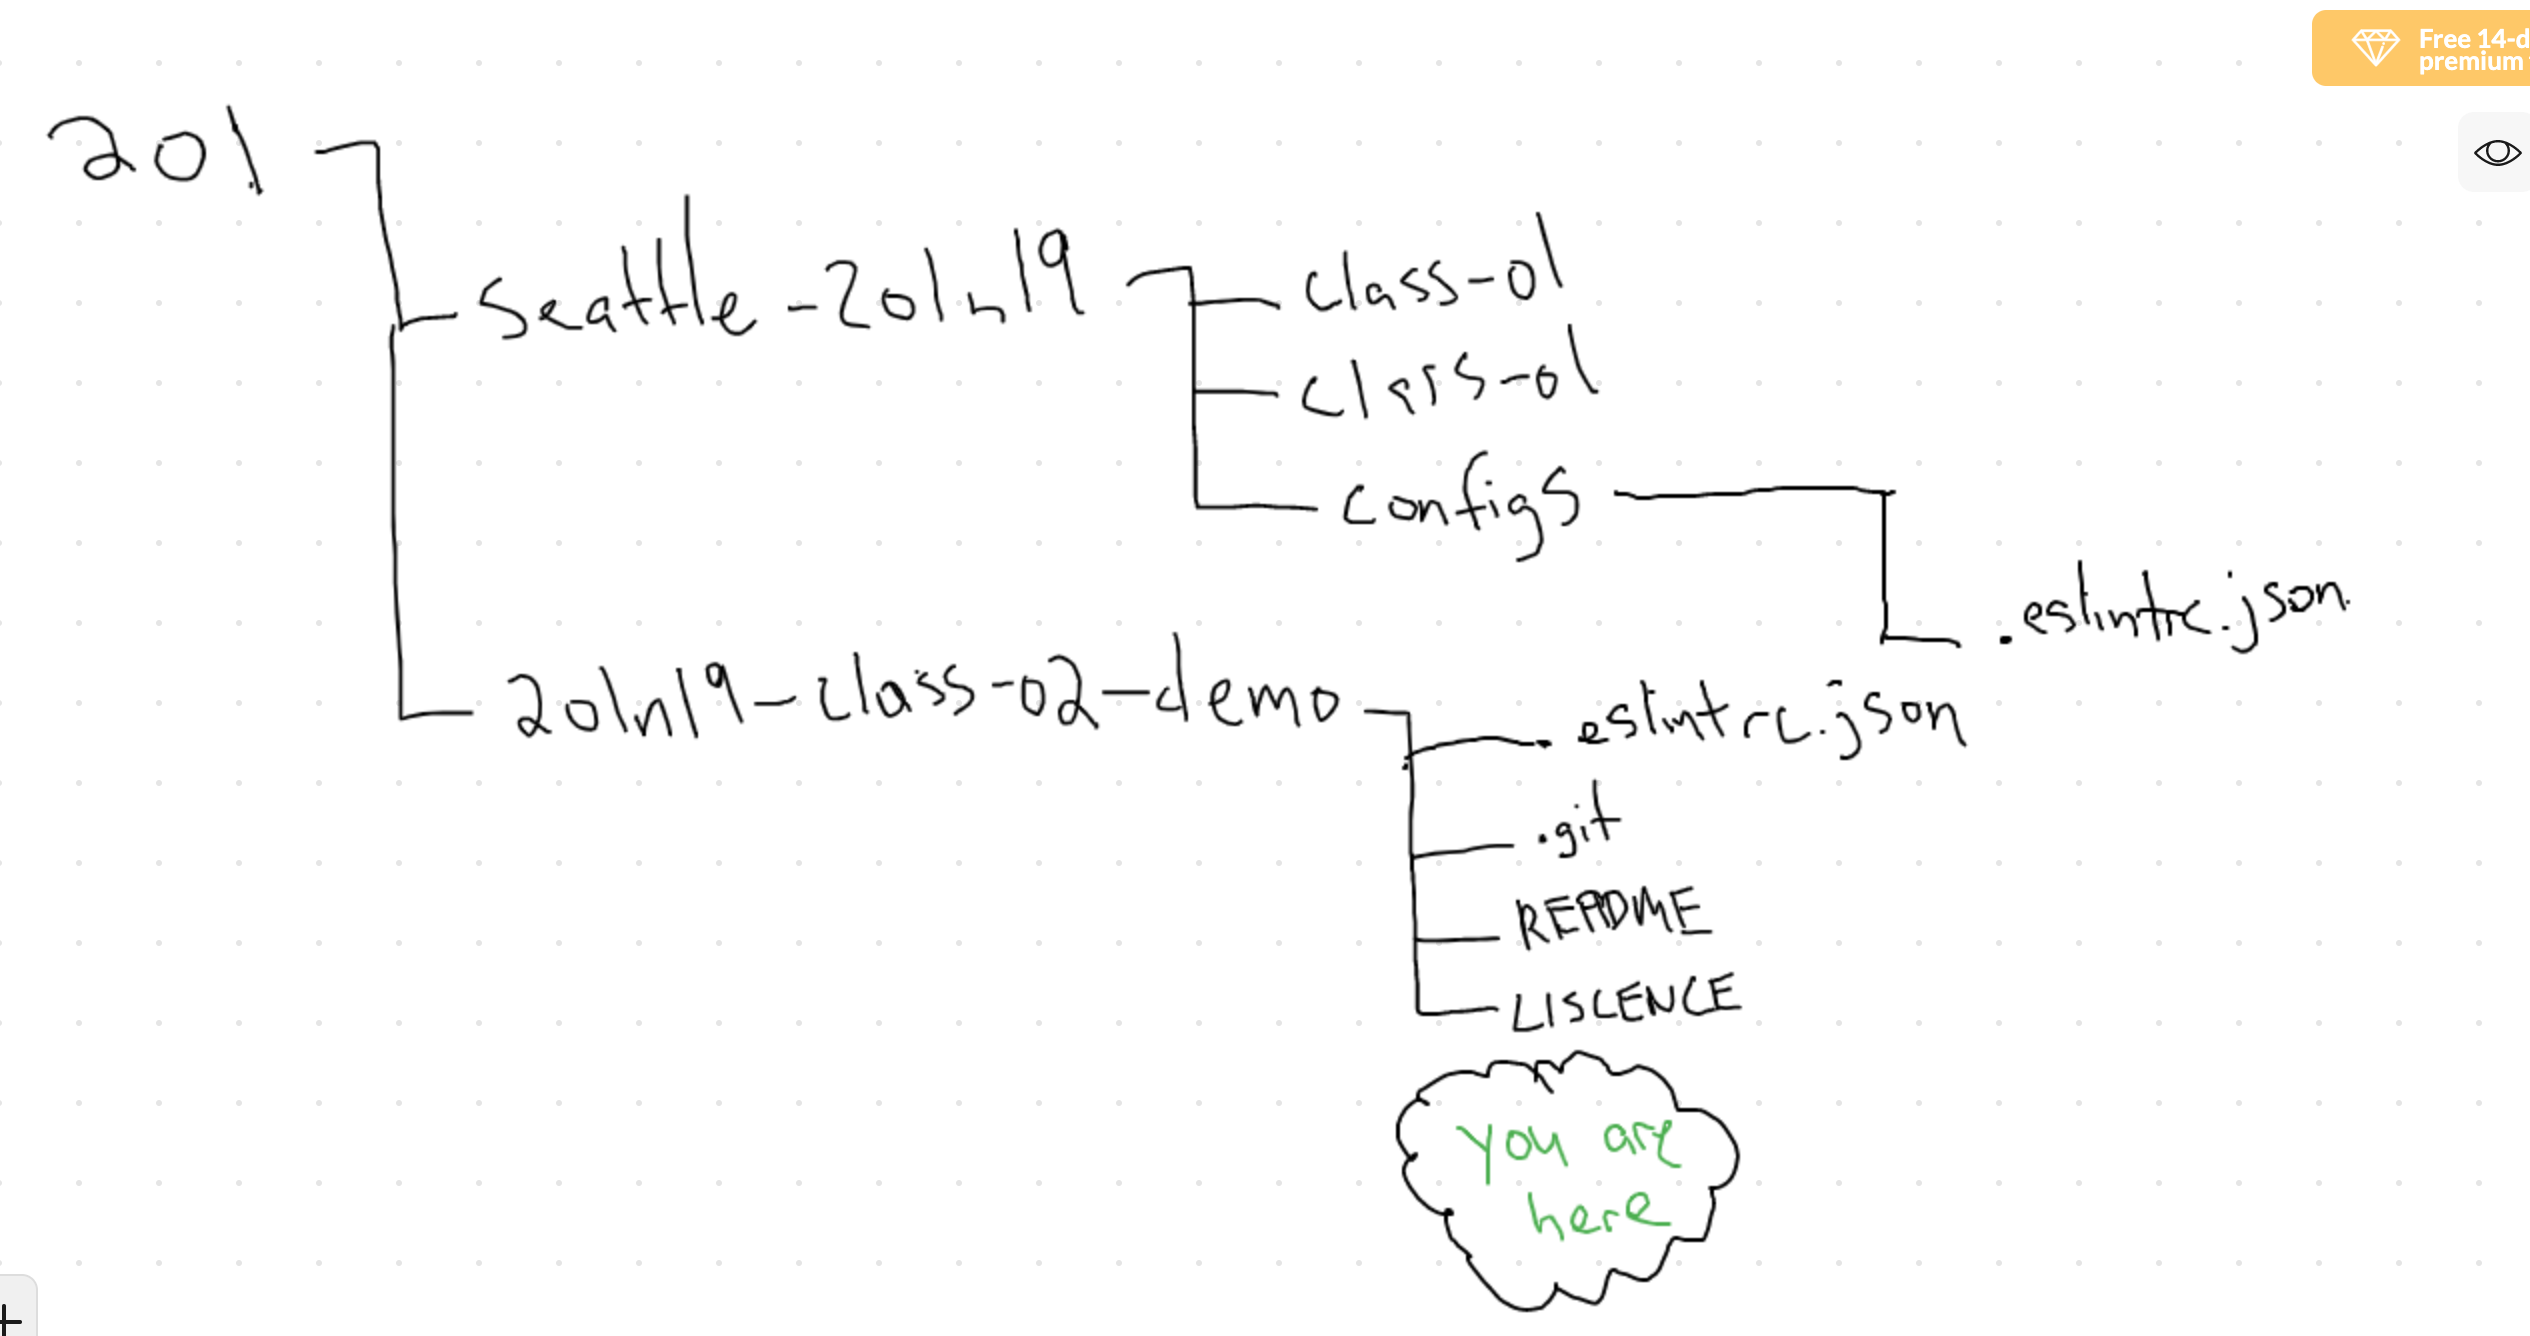 Free 14-d
premium
201
Seattle-201n19
class-01
class-01
configs
.eslintrc.json
201n19-class-02-demo
.eslintrc.json
.git
README
LISCENCE
you are
here